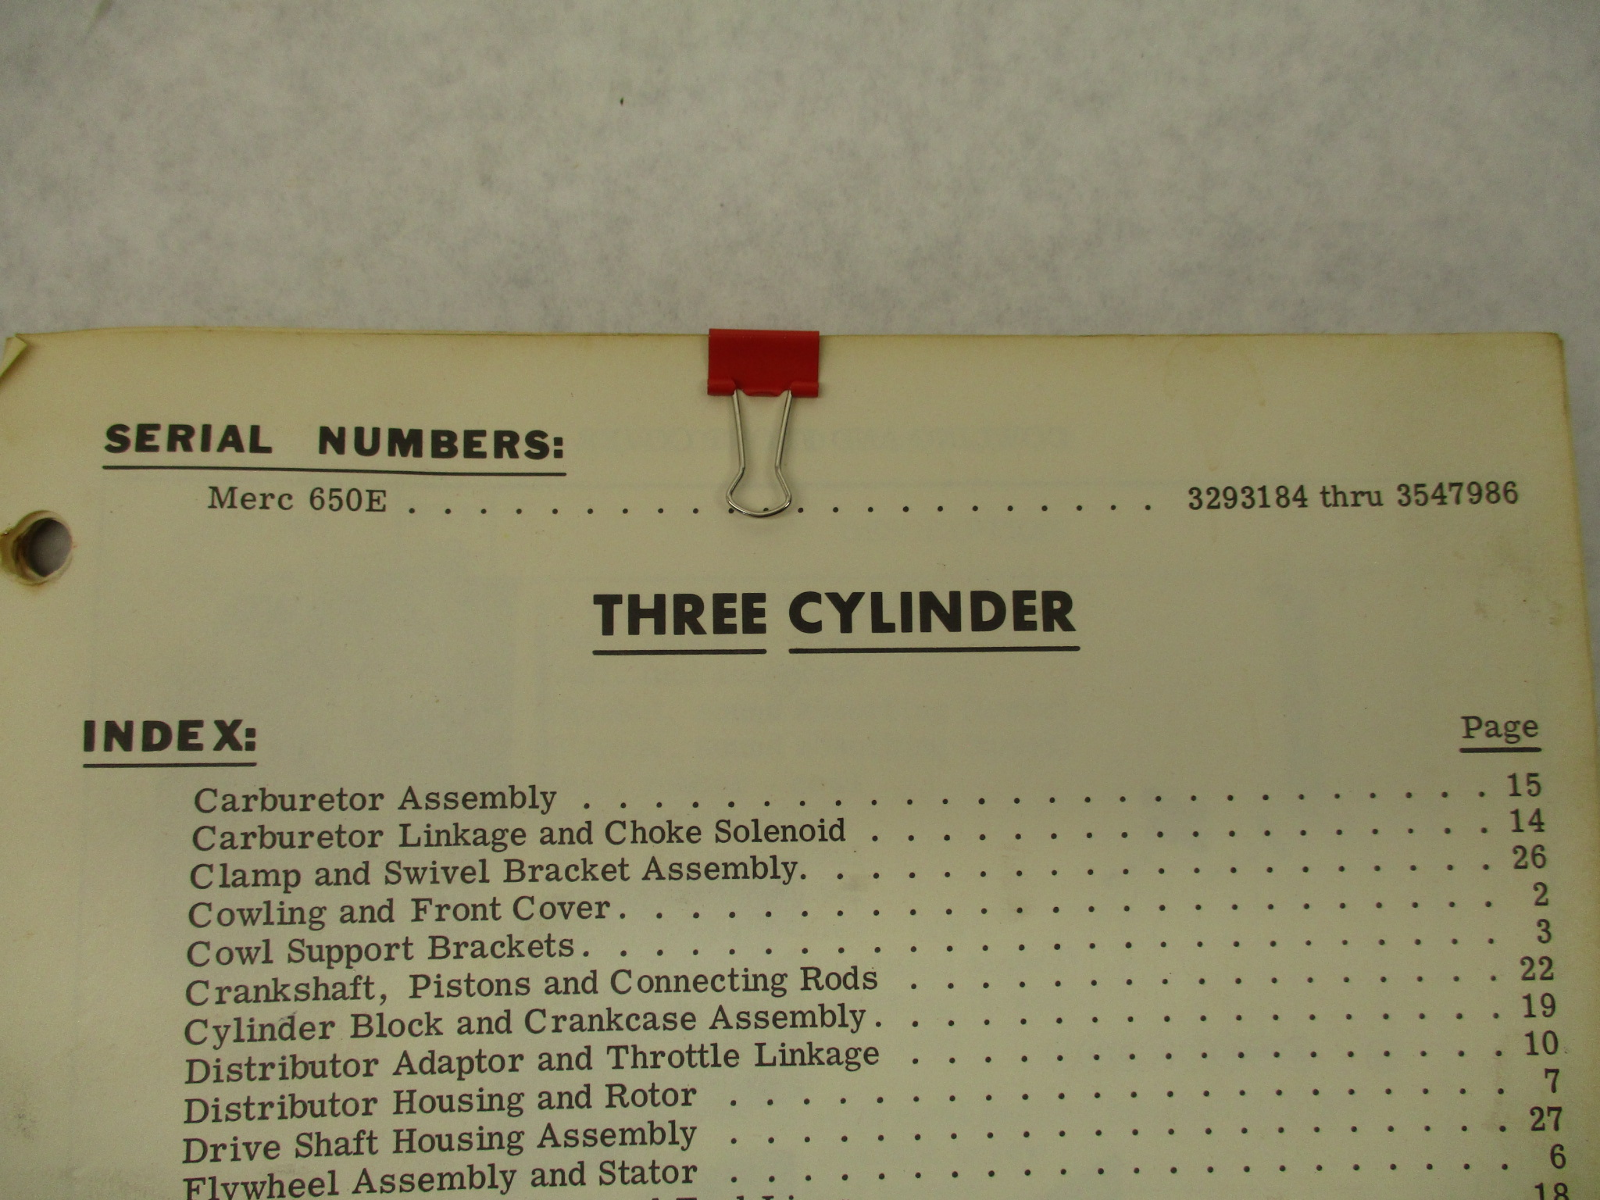 SERIAL NUMBERS:
Merc 650E . . . . . . . . . . . . . . . . . . . . . 3293184 thru 3547986
THREE CYLINDER
INDEX:
Page
Carburetor Assembly . . . . . . . . . . . . . . . . . . . . . . . . . . 15
Carburetor Linkage and Choke Solenoid . . . . . . . . . . . . . . . . . . 14
Clamp and Swivel Bracket Assembly. . . . . . . . . . . . . . . . . . . . 26
Cowling and Front Cover . . . . . . . . . . . . . . . . . . . . . . . . . 2
Cowl Support Brackets . . . . . . . . . . . . . . . . . . . . . . . . . . 3
Crankshaft, Pistons and Connecting Rods . . . . . . . . . . . . . . . . . 22
Cylinder Block and Crankcase Assembly . . . . . . . . . . . . . . . . . . 19
Distributor Adaptor and Throttle Linkage . . . . . . . . . . . . . . . . . 10
Distributor Housing and Rotor . . . . . . . . . . . . . . . . . . . . . . 7
Drive Shaft Housing Assembly . . . . . . . . . . . . . . . . . . . . . . 27
Flywheel Assembly and Stator . . . . . . . . . . . . . . . . . . . . . . 6
18